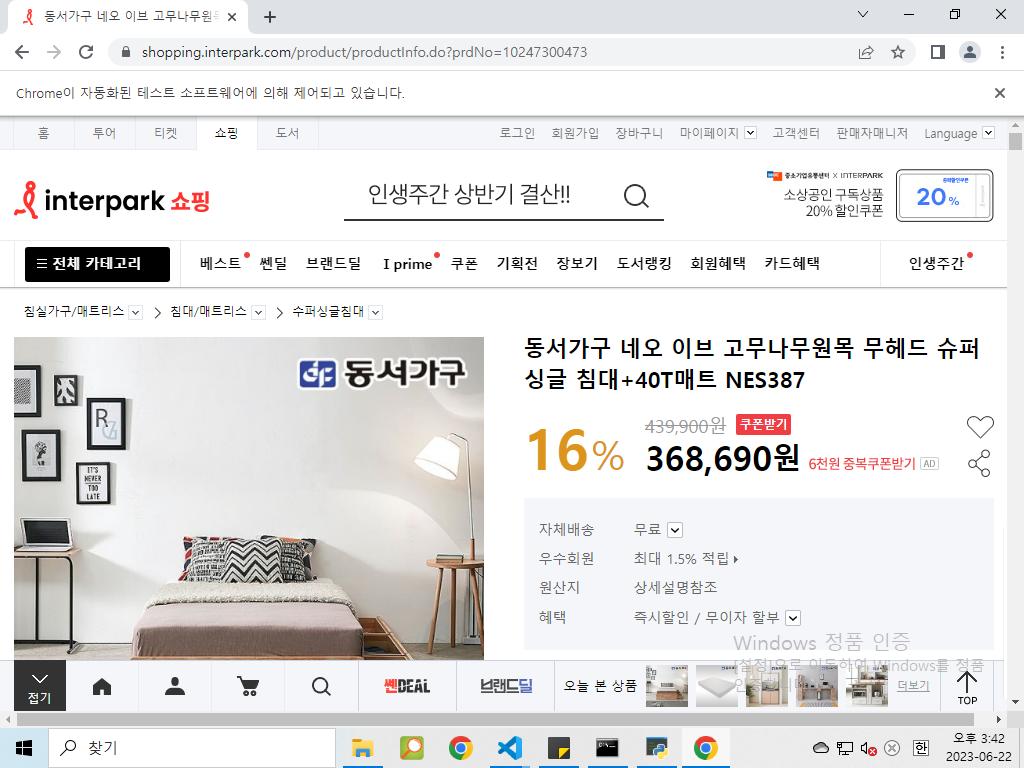 동서가구 네오 이브 고무나무원목
shopping.interpark.com/product/productInfo.do?prdNo=10247300473
Chrome이 자동화된 테스트 소프트웨어에 의해 제어되고 있습니다.
홈 투어 티켓 쇼핑 도서 로그인 회원가입 장바구니 마이페이지 고객센터 판매자매니저 Language
interpark 쇼핑
인생주간 상반기 결산!!
중소기업유통센터 X INTERPARK
소상공인 구독상품
20% 할인쿠폰
20%
전체 카테고리 베스트 쎈딜 브랜드딜 I prime 쿠폰 기획전 장보기 도서랭킹 회원혜택 카드혜택 인생주간
침실가구/매트리스 침대/매트리스 수퍼싱글침대
동서가구
R
G
IT'S
NEVER
TOO
LATE
동서가구 네오 이브 고무나무원목 무헤드 슈퍼
싱글 침대+40T매트 NES387
16%
439,900원 쿠폰받기
368,690원 6천원 중복쿠폰받기 AD
자체배송 무료
우수회원 최대 1.5% 적립
원산지 상세설명참조
혜택 즉시할인 / 무이자 할부
Windows 정품 인증
[설정]으로 이동하여 Windows를 정품
접기
쎈DEAL
브랜드딜
오늘 본 상품
더보기
TOP
찾기
한
오후 3:42
2023-06-22